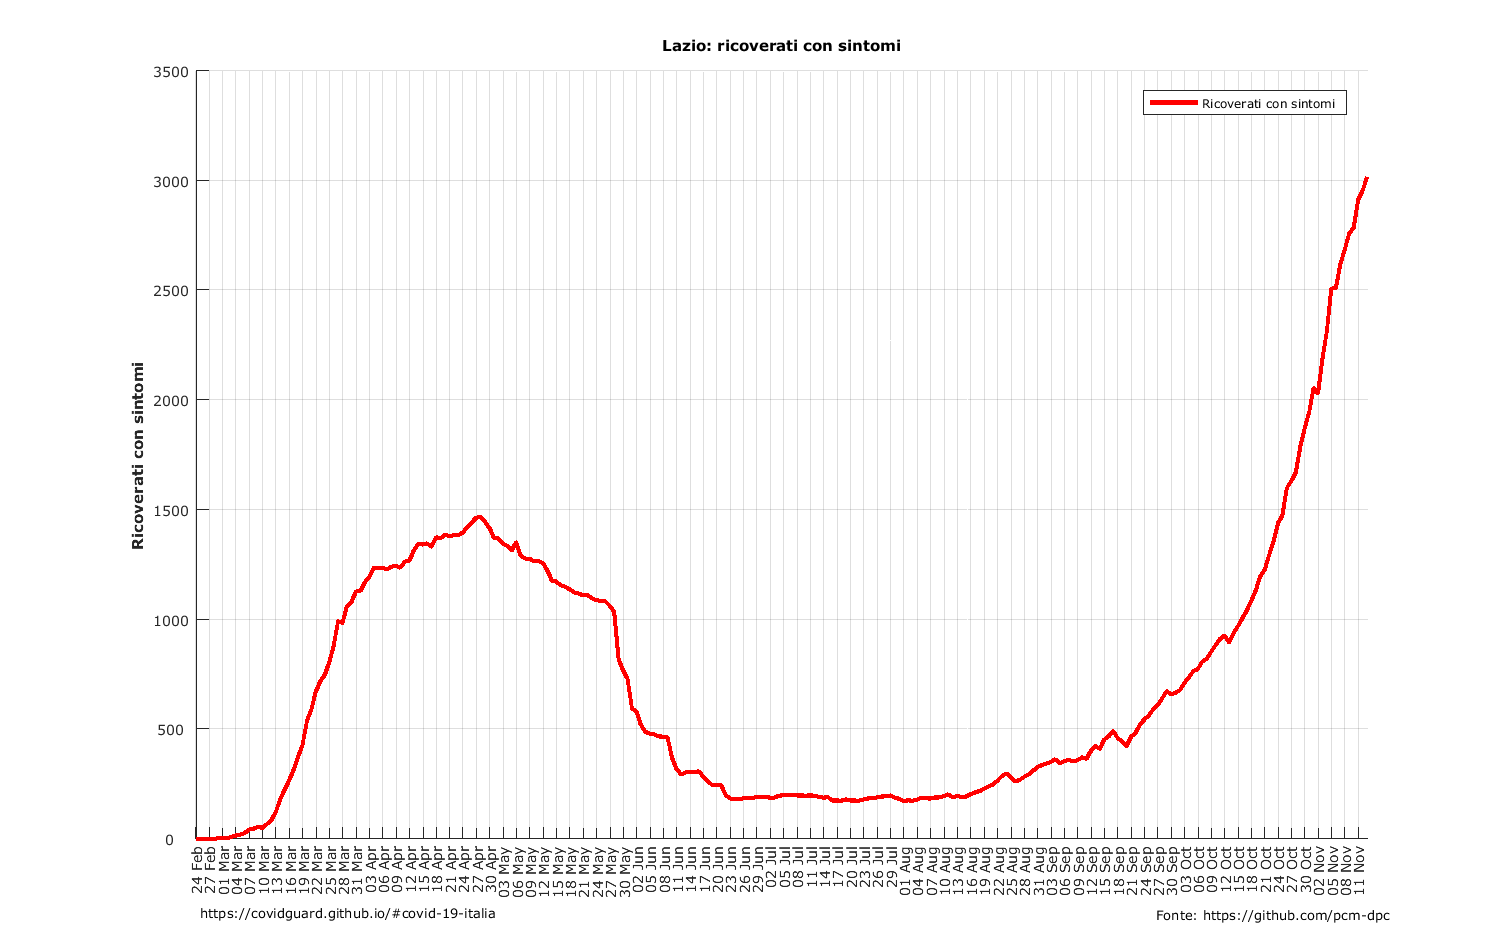 Lazio: ricoverati con sintomi
Ricoverati con sintomi
Ricoverati con sintomi
3500
3000
2500
2000
1500
1000
500
0
24 Feb
27 Feb
01 Mar
04 Mar
07 Mar
10 Mar
13 Mar
16 Mar
19 Mar
22 Mar
25 Mar
28 Mar
31 Mar
03 Apr
06 Apr
09 Apr
12 Apr
15 Apr
18 Apr
21 Apr
24 Apr
27 Apr
30 Apr
03 May
06 May
09 May
12 May
15 May
18 May
21 May
24 May
27 May
30 May
02 Jun
05 Jun
08 Jun
11 Jun
14 Jun
17 Jun
20 Jun
23 Jun
26 Jun
29 Jun
02 Jul
05 Jul
08 Jul
11 Jul
14 Jul
17 Jul
20 Jul
23 Jul
26 Jul
29 Jul
01 Aug
04 Aug
07 Aug
10 Aug
13 Aug
16 Aug
19 Aug
22 Aug
25 Aug
28 Aug
31 Aug
03 Sep
06 Sep
09 Sep
12 Sep
15 Sep
18 Sep
21 Sep
24 Sep
27 Sep
30 Sep
03 Oct
06 Oct
09 Oct
12 Oct
15 Oct
18 Oct
21 Oct
24 Oct
27 Oct
30 Oct
02 Nov
05 Nov
08 Nov
11 Nov
https://covidguard.github.io/#covid-19-italia
Fonte: https://github.com/pcm-dpc